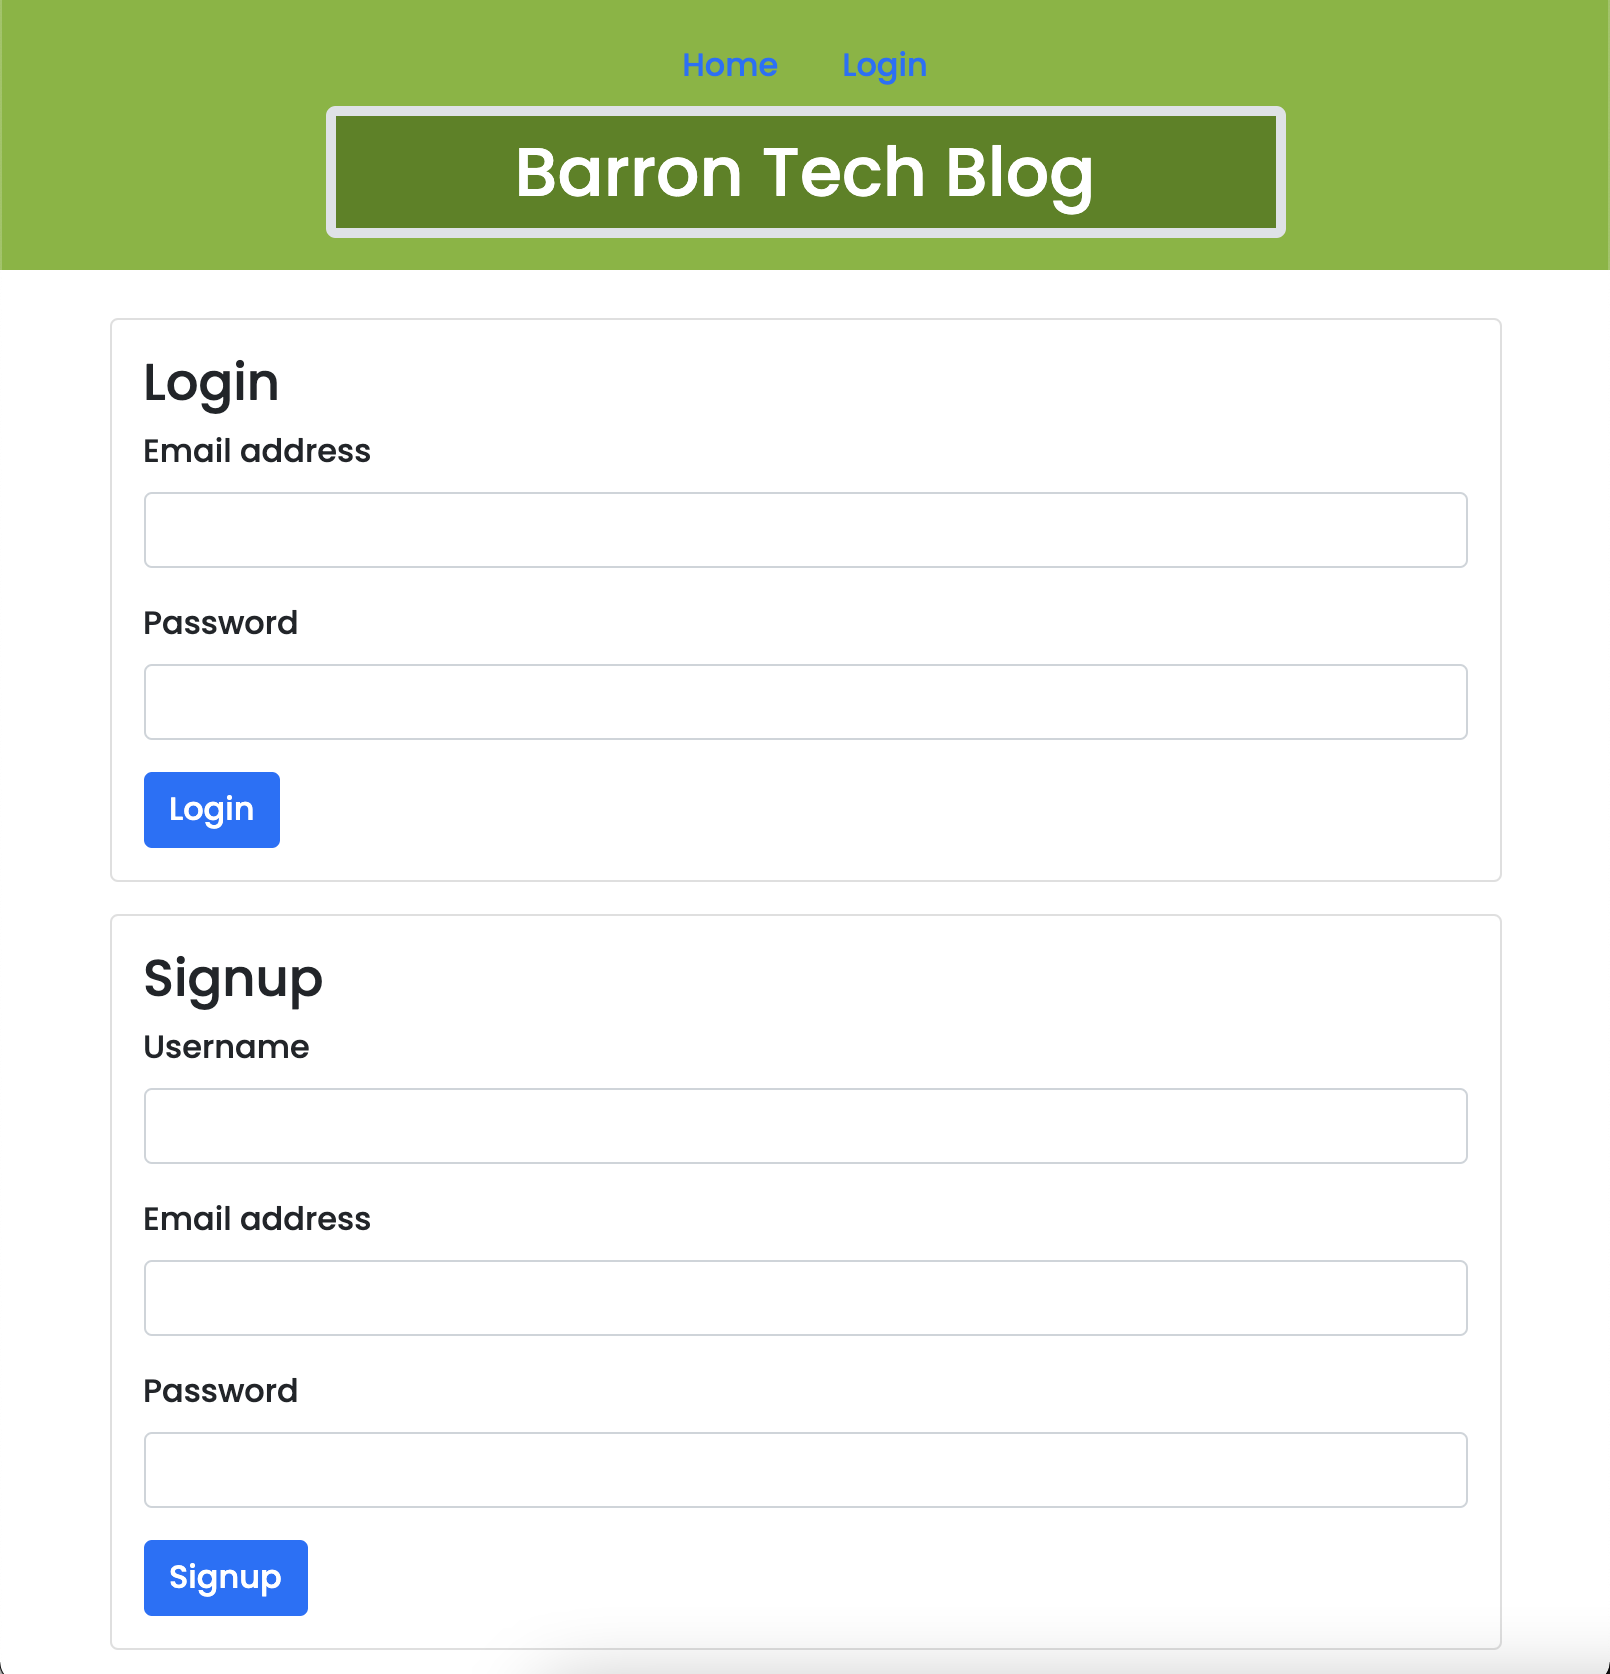 Home Login
Barron Tech Blog
Login
Email address
Password
Login
Signup
Username
Email address
Password
Signup